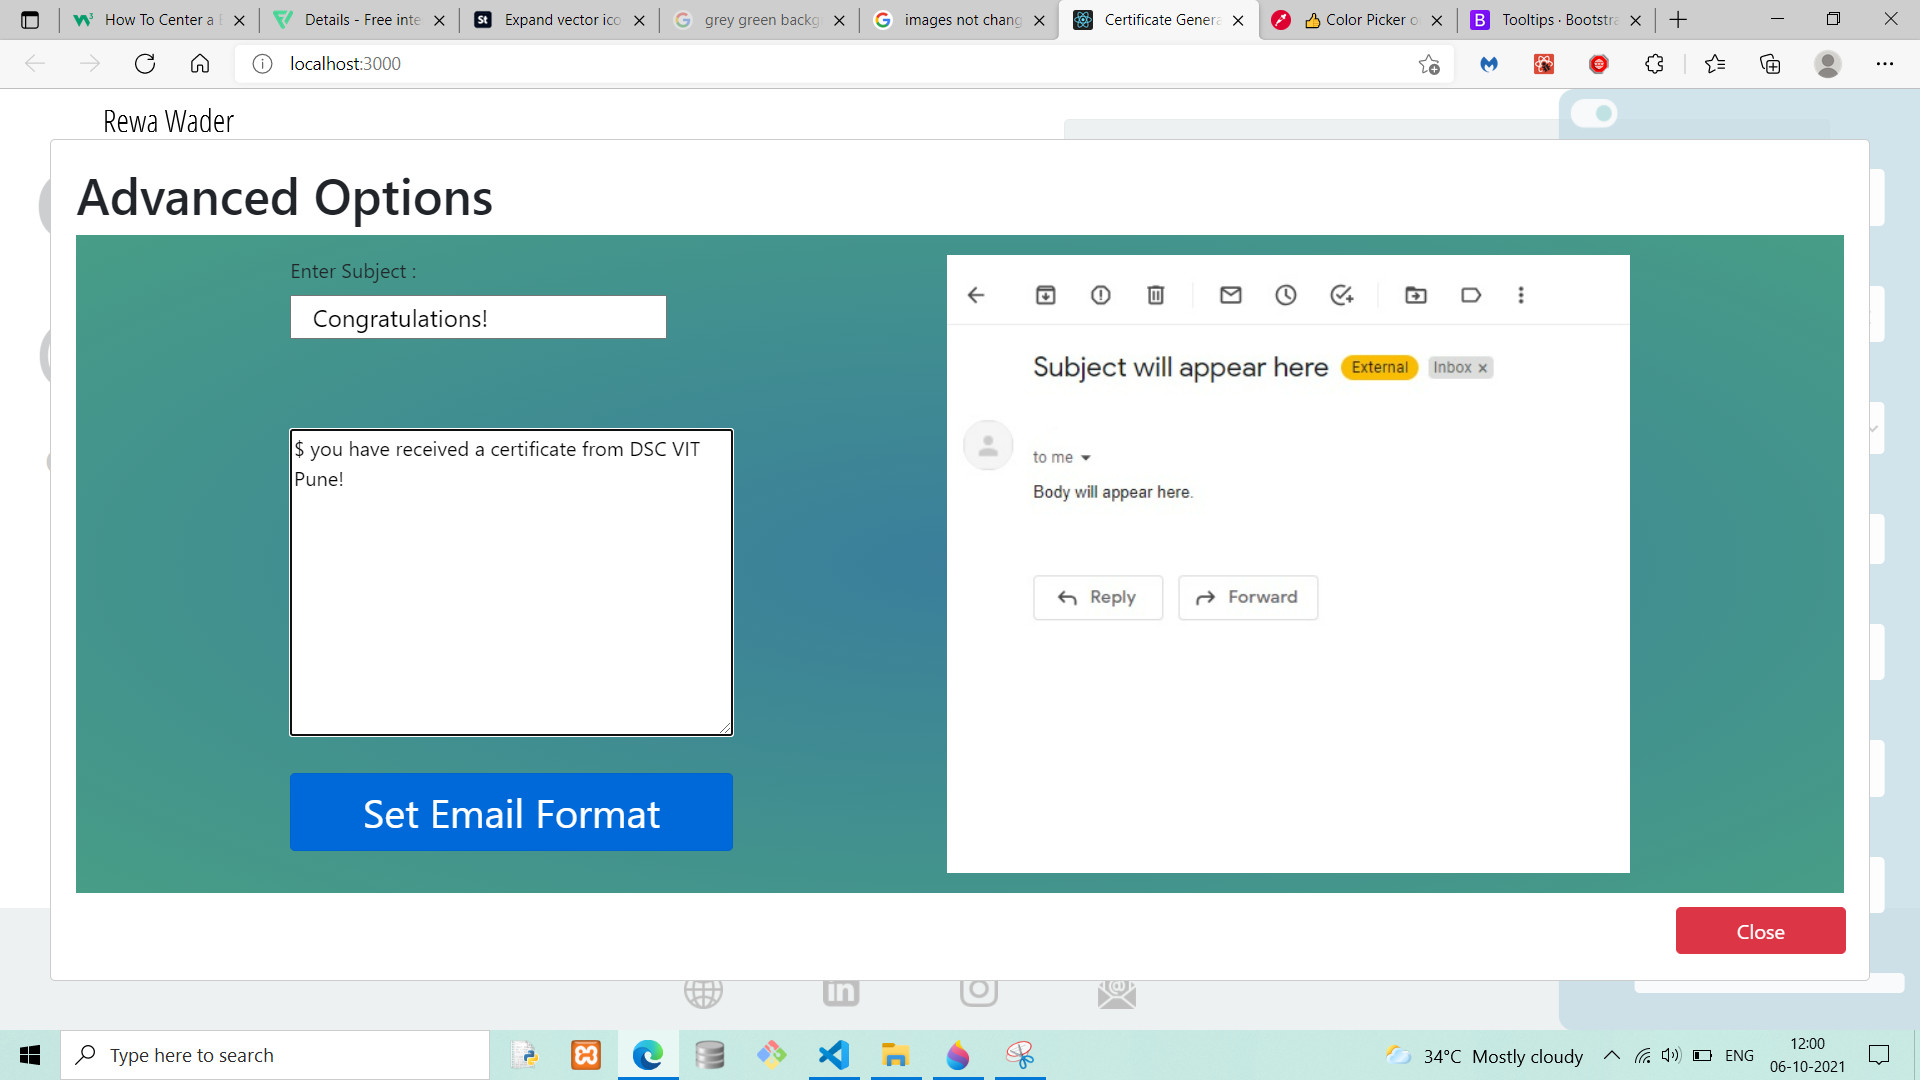 How To Center a
Details - Free inte
St
Expand vector ico
grey green backg
images not chang
Certificate Genera
Color Picker o
B
Tooltips · Bootstra
localhost:3000
Rewa Wader
Advanced Options
Enter Subject :
Congratulations!
$ you have received a certificate from DSC VIT
Pune!
Set Email Format
Subject will appear here
External
Inbox ×
to me
Body will appear here.
Reply
Forward
Close
in
Type here to search
34°C Mostly cloudy
ENG
12:00
06-10-2021